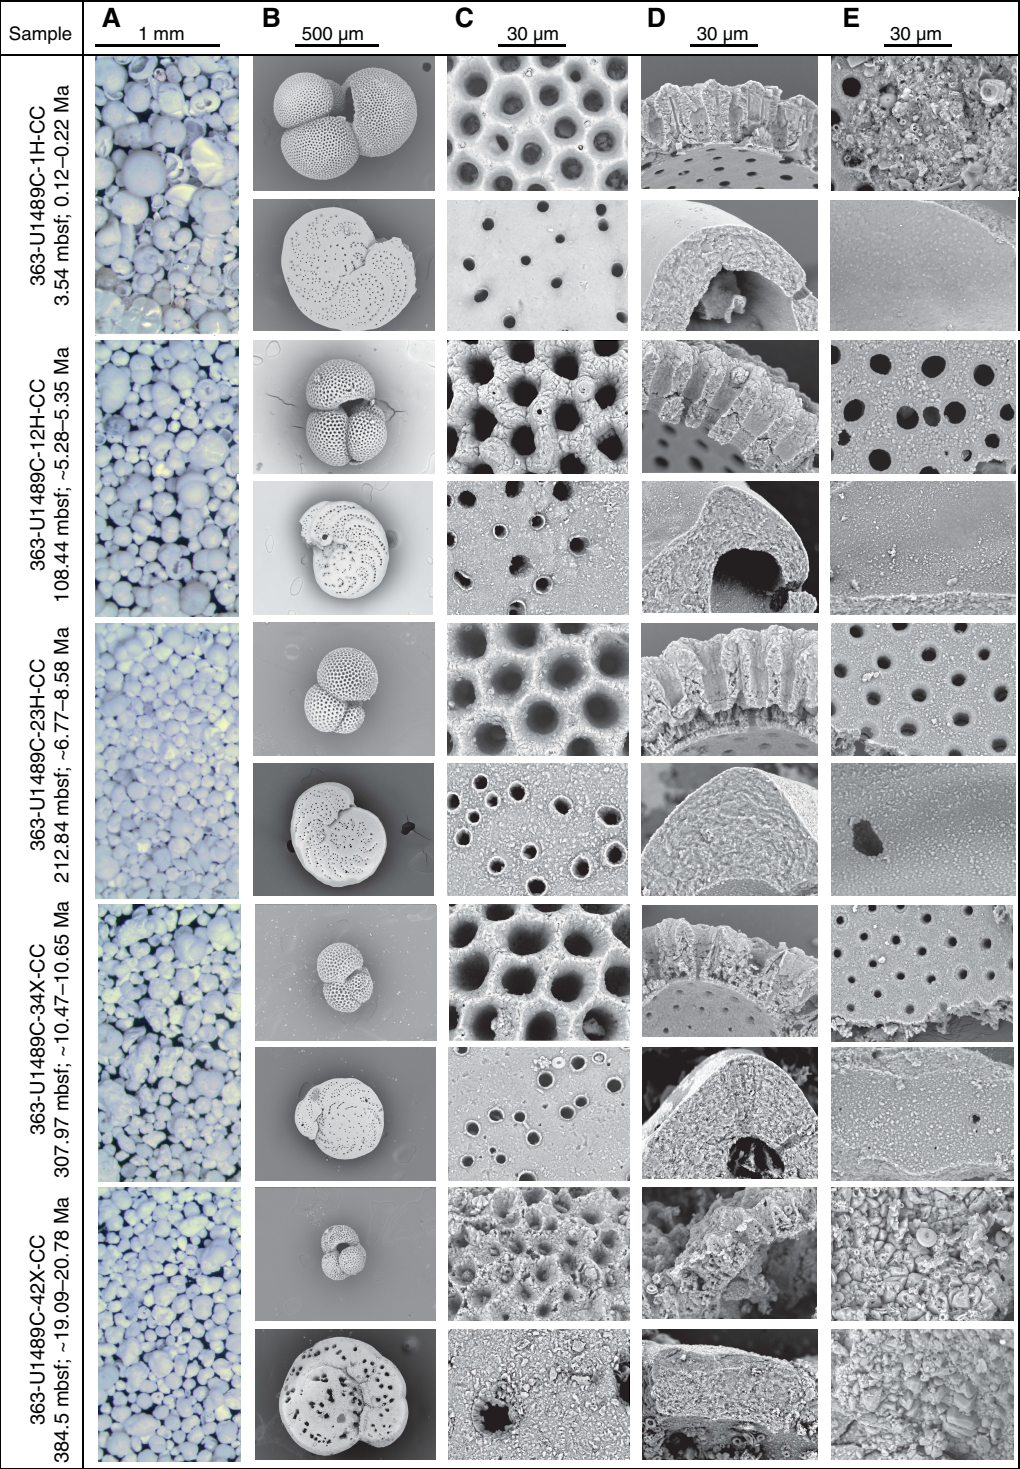 Sample
A
B
C
D
E
1 mm
500 µm
30 µm
30 µm
30 µm
363-U1489C-1H-CC
3.54 mbsf; 0.12–0.22 Ma
363-U1489C-12H-CC
108.44 mbsf; ~5.28–5.35 Ma
363-U1489C-23H-CC
212.84 mbsf; ~6.77–8.58 Ma
363-U1489C-34X-CC
307.97 mbsf; ~10.47–10.65 Ma
363-U1489C-42X-CC
384.5 mbsf; ~19.09–20.78 Ma